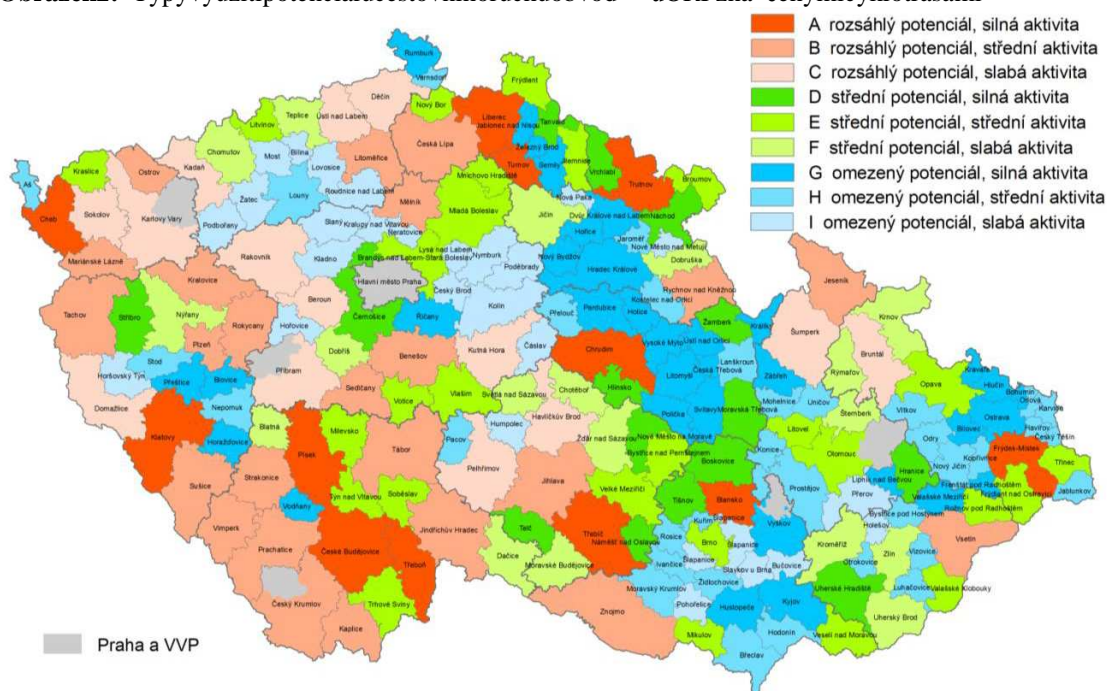 A rozsáhlý potenciál, silná aktivita
B rozsáhlý potenciál, střední aktivita
C rozsáhlý potenciál, slabá aktivita
D střední potenciál, silná aktivita
E střední potenciál, střední aktivita
F střední potenciál, slabá aktivita
G omezený potenciál, silná aktivita
H omezený potenciál, střední aktivita
I omezený potenciál, slabá aktivita
Rumburk
Varnsdorf
Děčín
Ústí nad Labem
Teplice
Litvínov
Nový Bor
Česká Lípa
Liberec
Jablonec nad Nisou
Frýdlant
Tanvald
Železný Brod
Semily
Jilemnice
Vrchlabí
Trutnov
Broumov
Turnov
Chomutov
Most
Bílina
Lovosice
Litoměřice
Kraslice
Ostrov
Kadaň
Aš
Cheb
Sokolov
Karlovy Vary
Žatec
Louny
Roudnice nad Labem
Podbořany
Mělník
Mnichovo Hradiště
Mladá Boleslav
Jičín
Nová Paka
Dvůr Králové nad Labem
Náchod
Hořice
Jaroměř
Nové Město nad Metují
Dobruška
Slaný
Kralupy nad Vltavou
Neratovice
Mariánské Lázně
Rakovník
Kladno
Brandýs nad Labem-Stará Boleslav
Lysá nad Labem
Nymburk
Poděbrady
Nový Bydžov
Hradec Králové
Rychnov nad Kněžnou
Kostelec nad Orlicí
Hlavní město Praha
Český Brod
Kolín
Kralovice
Tachov
Stříbro
Nýřany
Plzeň
Rokycany
Beroun
Hořovice
Černošice
Říčany
Přelouč
Pardubice
Holice
Žamberk
Králíky
Jeseník
Šumperk
Krnov
Bruntál
Rýmařov
Vysoké Mýto
Ústí nad Orlicí
Lanškroun
Česká Třebová
Litomyšl
Zábřeh
Chrudim
Kutná Hora
Čáslav
Dobříš
Příbram
Benešov
Sedlčany
Votice
Vlašim
Světlá nad Sázavou
Chotěboř
Hlinsko
Havlíčkův Brod
Polička
Svitavy
Moravská Třebová
Mohelnice
Uničov
Šternberk
Litovel
Olomouc
Opava
Kravaře
Hlučín
Bohumín
Orlová
Karviná
Ostrava
Havířov
Český Těšín
Bílovec
Vítkov
Odry
Nový Jičín
Kopřivnice
Frýdek-Místek
Třinec
Jablunkov
Stod
Horšovský Týn
Přeštice
Blovice
Nepomuk
Domažlice
Klatovy
Horažďovice
Blatná
Písek
Milevsko
Tábor
Pacov
Humpolec
Pelhřimov
Jihlava
Žďár nad Sázavou
Nové Město na Moravě
Velké Meziříčí
Boskovice
Konice
Prostějov
Přerov
Lipník nad Bečvou
Hranice
Valašské Meziříčí
Frenštát pod Radhoštěm
Frýdlant nad Ostravicí
Rožnov pod Radhoštěm
Bystřice pod Hostýnem
Vsetín
Holešov
Sušice
Strakonice
Vodňany
Týn nad Vltavou
Soběslav
Tišnov
Blansko
Kuřim
Šlapanice
Vyškov
Vimperk
Prachatice
České Budějovice
Třeboň
Jindřichův Hradec
Telč
Dačice
Moravské Budějovice
Třebíč
Náměšť nad Oslavou
Rosice
Ivančice
Brno
Šlapanice
Slavkov u Brna
Bučovice
Kroměříž
Otrokovice
Zlín
Vizovice
Luhačovice
Valašské Klobouky
Uherské Hradiště
Uherský Brod
Český Krumlov
Kaplice
Trhové Sviny
Znojmo
Moravský Krumlov
Židlochovice
Pohořelice
Hustopeče
Kyjov
Mikulov
Břeclav
Hodonín
Veselí nad Moravou
Praha a VVP